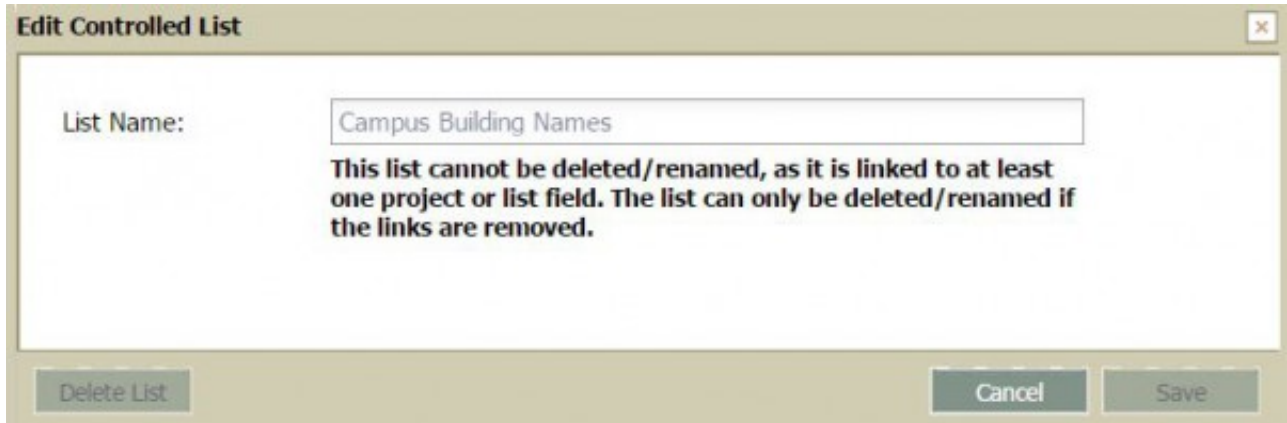 Edit Controlled List
List Name:
Campus Building Names
This list cannot be deleted/renamed, as it is linked to at least
one project or list field. The list can only be deleted/renamed if
the links are removed.
Delete List
Cancel
Save